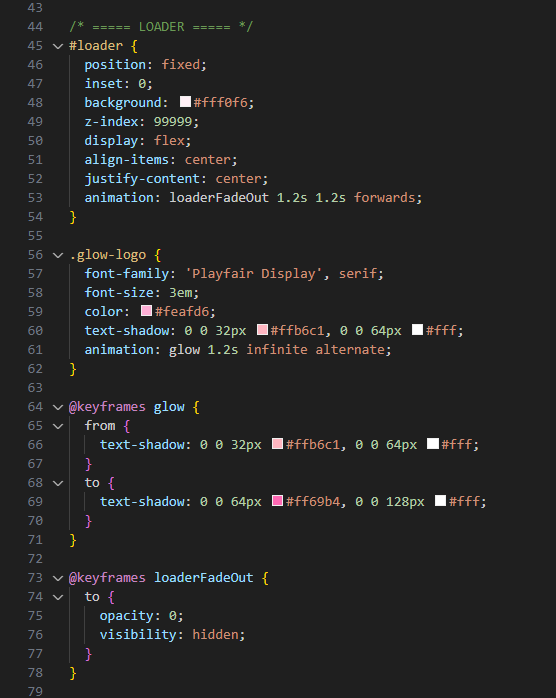 43
44 /* ===== LOADER ===== */
45 #loader {
46 position: fixed;
47 inset: 0;
48 background: #fff0f6;
49 z-index: 99999;
50 display: flex;
51 align-items: center;
52 justify-content: center;
53 animation: loaderFadeOut 1.2s 1.2s forwards;
54 }
55
56 .glow-logo {
57 font-family: 'Playfair Display', serif;
58 font-size: 3em;
59 color: #feafd6;
60 text-shadow: 0 0 32px #ffb6c1, 0 0 64px #fff;
61 animation: glow 1.2s infinite alternate;
62 }
63
64 @keyframes glow {
65 from {
66 text-shadow: 0 0 32px #ffb6c1, 0 0 64px #fff;
67 }
68 to {
69 text-shadow: 0 0 64px #ff69b4, 0 0 128px #fff;
70 }
71 }
72
73 @keyframes loaderFadeOut {
74 to {
75 opacity: 0;
76 visibility: hidden;
77 }
78 }
79